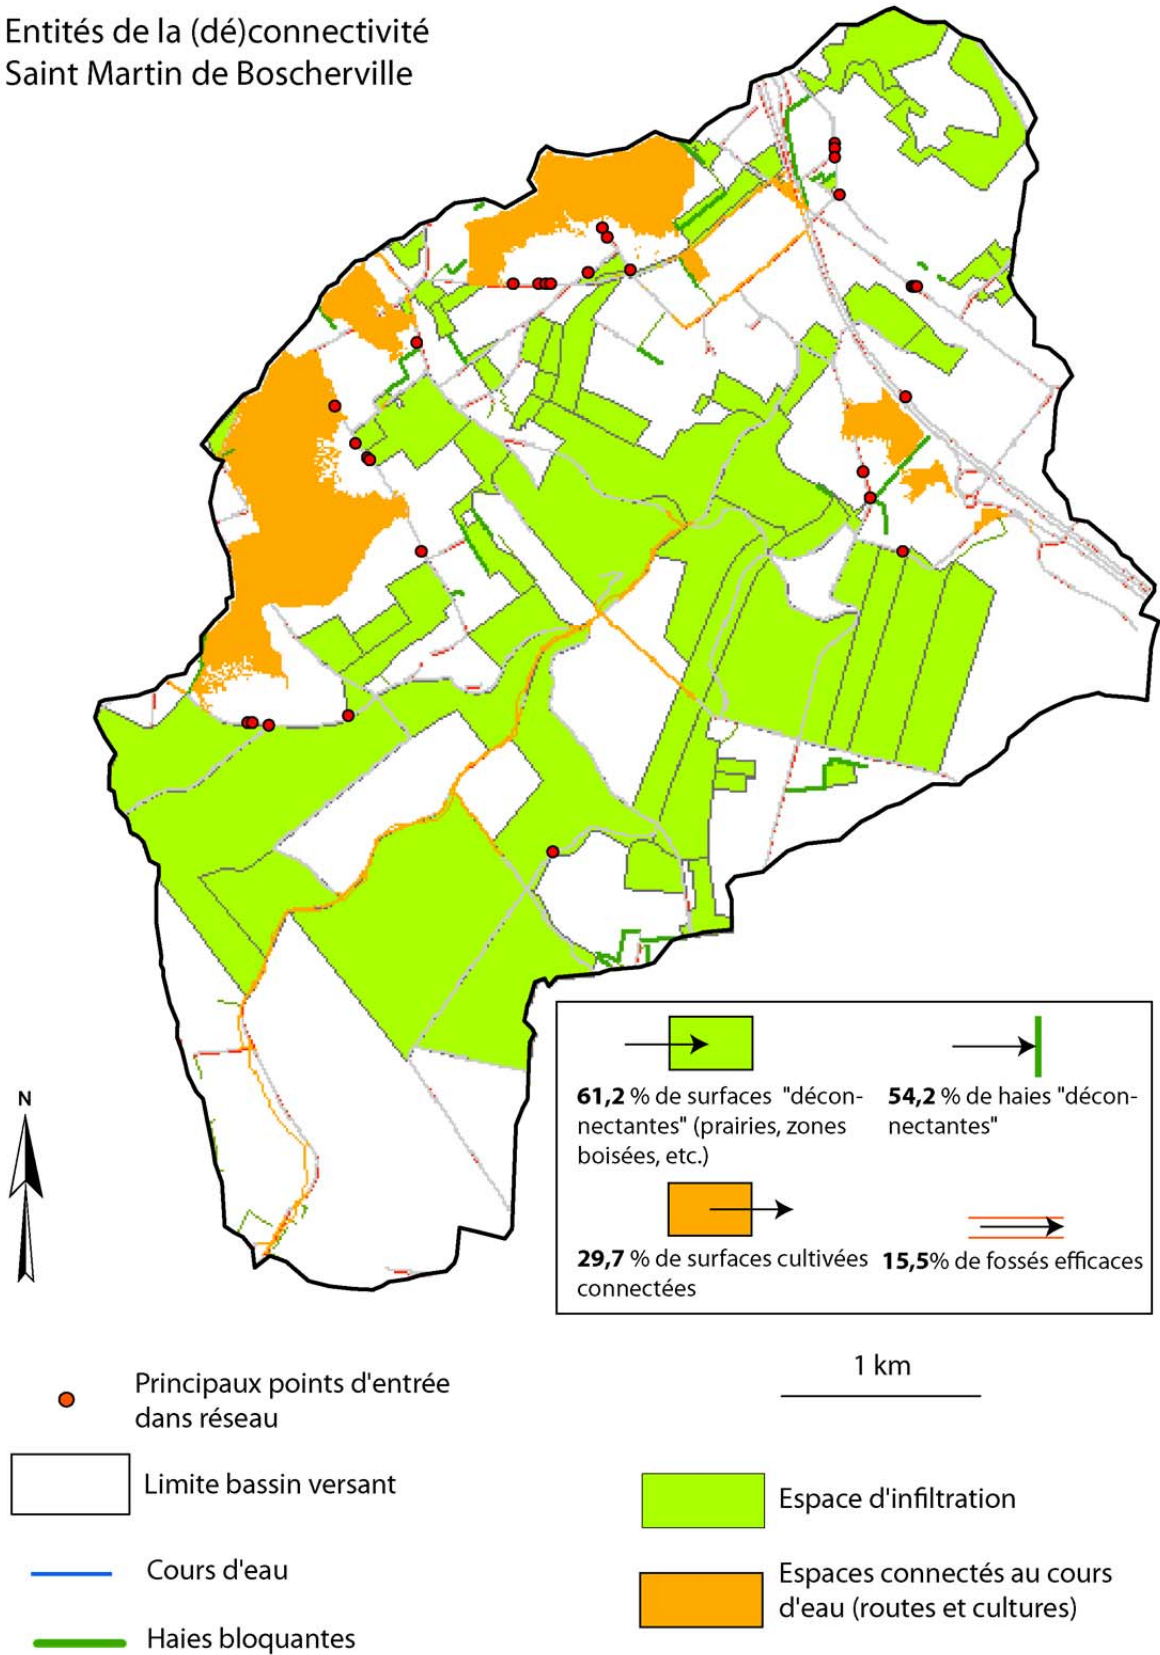 Entités de la (dé)connectivité
Saint Martin de Boscherville
61,2 % de surfaces "décon-
nectantes" (prairies, zones
boisées, etc.)
54,2 % de haies "décon-
nectantes"
29,7 % de surfaces cultivées
connectées
15,5% de fossés efficaces
N
1 km
Principaux points d'entrée
dans réseau
Limite bassin versant
Cours d'eau
Haies bloquantes
Espace d'infiltration
Espaces connectés au cours
d'eau (routes et cultures)